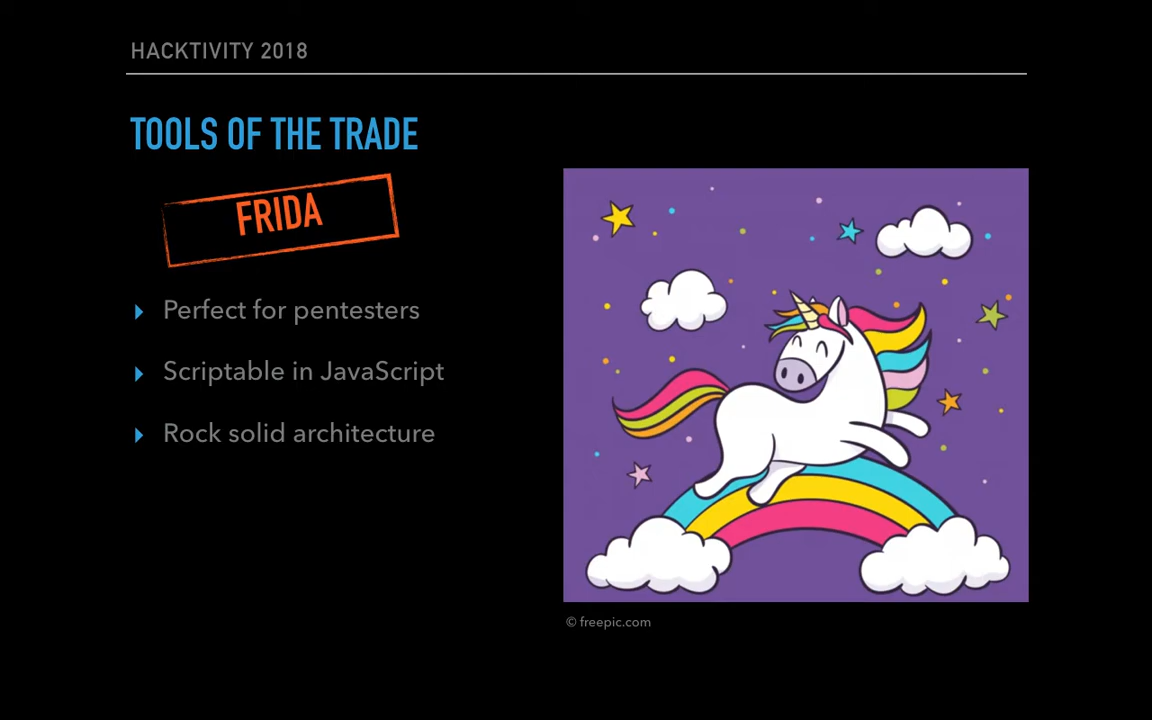 HACKTIVITY 2018
TOOLS OF THE TRADE
FRIDA
Perfect for pentesters
Scriptable in JavaScript
Rock solid architecture
© freepic.com